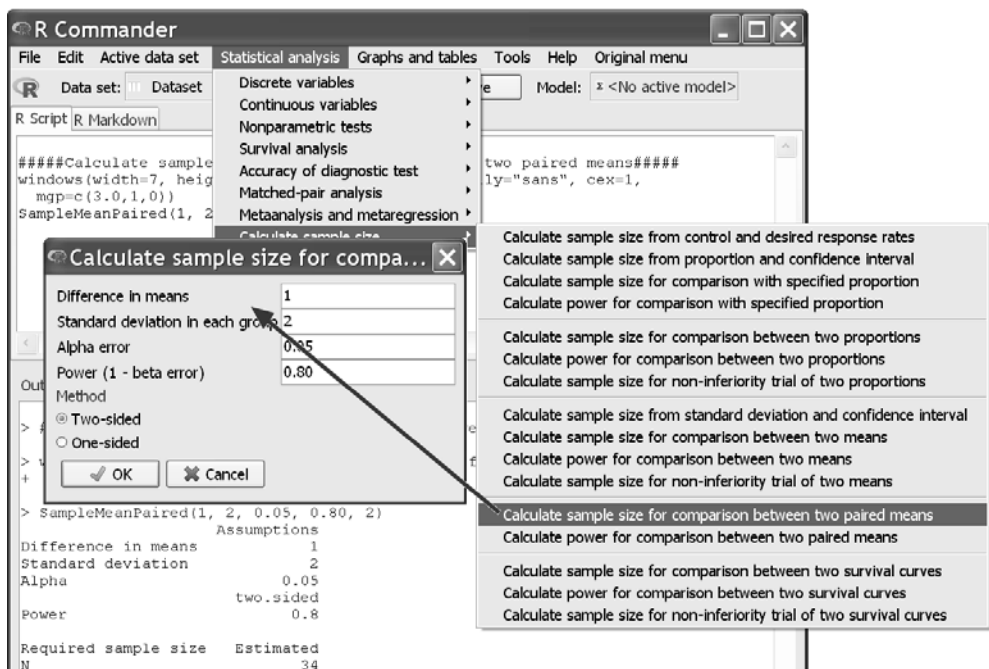 R Commander
File Edit Active data set Statistical analysis Graphs and tables Tools Help Original menu
R Data set: Dataset Model: Σ <No active model>
R Script R Markdown
Discrete variables
Continuous variables
Nonparametric tests
Survival analysis
Accuracy of diagnostic test
Matched-pair analysis
Metaanalysis and metaregression
Calculate sample size
#####Calculate sample two paired means#####
windows(width=7, ly="sans", cex=1,
mgp=c(3.0,1,0))
SampleMeanPaired(1, 2
Calculate sample size from control and desired response rates
Calculate sample size from proportion and confidence interval
Calculate sample size for comparison with specified proportion
Calculate power for comparison with specified proportion
Calculate sample size for comparison between two proportions
Calculate power for comparison between two proportions
Calculate sample size for non-inferiority trial of two proportions
Calculate sample size from standard deviation and confidence interval
Calculate sample size for comparison between two means
Calculate power for comparison between two means
Calculate sample size for non-inferiority trial of two means
Calculate sample size for comparison between two paired means
Calculate power for comparison between two paired means
Calculate sample size for comparison between two survival curves
Calculate power for comparison between two survival curves
Calculate sample size for non-inferiority trial of two survival curves
Calculate sample size for compa...
Difference in means 1
Standard deviation in each group 2
Alpha error 0.05
Power (1 - beta error) 0.80
Method
Two-sided
One-sided
OK Cancel
Out
> SampleMeanPaired(1, 2, 0.05, 0.80, 2)
Assumptions
Difference in means 1
Standard deviation 2
Alpha 0.05
two.sided
Power 0.8
Required sample size Estimated
N 34